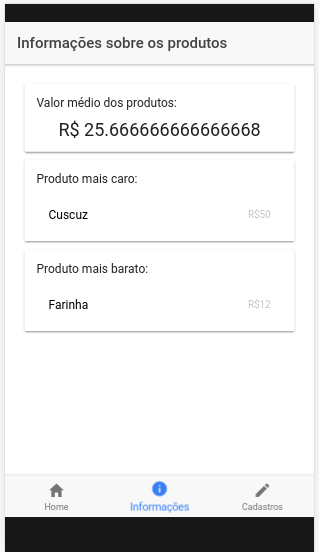 Informações sobre os produtos
Valor médio dos produtos:
R$ 25.666666666666668
Produto mais caro:
Cuscuz R$50
Produto mais barato:
Farinha R$12
Home Informações Cadastros